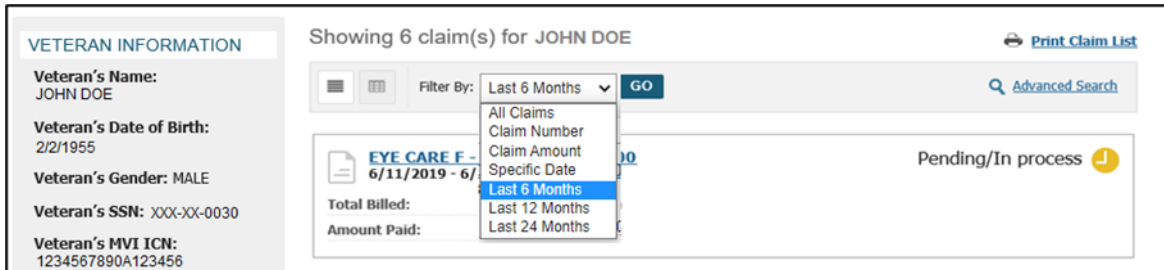 VETERAN INFORMATION
Veteran's Name:
JOHN DOE
Veteran's Date of Birth:
2/2/1955
Veteran's Gender: MALE
Veteran's SSN: XXX-XX-0030
Veteran's MVI ICN:
1234567890A123456
Showing 6 claim(s) for JOHN DOE
Print Claim List
Filter By: Last 6 Months GO
Advanced Search
All Claims
Claim Number
Claim Amount
Specific Date
Last 6 Months
Last 12 Months
Last 24 Months
EYE CARE F -
6/11/2019 - 6/
Pending/In process
Total Billed:
Amount Paid: